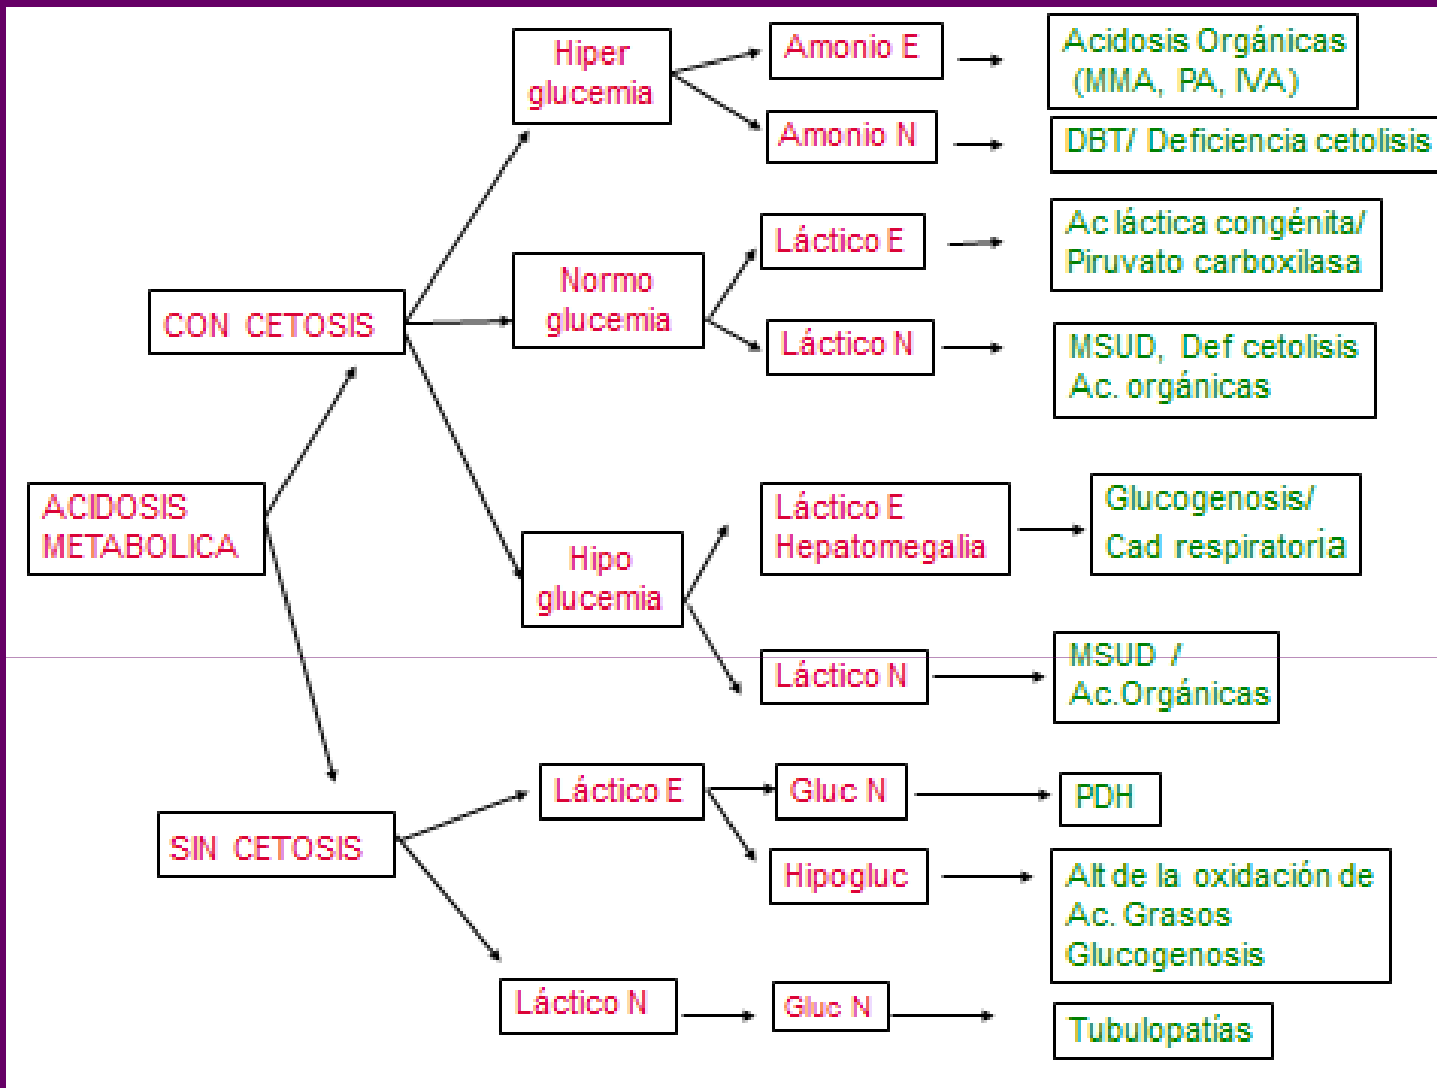 Hiper
glucemia
Amonio E
Acidosis Orgánicas
(MMA, PA, IVA)
Amonio N
DBT/ Deficiencia cetolisis
CON CETOSIS
Normo
glucemia
Láctico E
Ac láctica congénita/
Piruvato carboxilasa
Láctico N
MSUD, Def cetolisis
Ac. orgánicas
ACIDOSIS
METABOLICA
Hipo
glucemia
Láctico E
Hepatomegalia
Glucogenosis/
Cad respiratoria
Láctico N
MSUD /
Ac.Orgánicas
SIN CETOSIS
Láctico E
Gluc N
PDH
Hipogluc
Alt de la oxidación de
Ac. Grasos
Glucogenosis
Láctico N
Gluc N
Tubulopatías